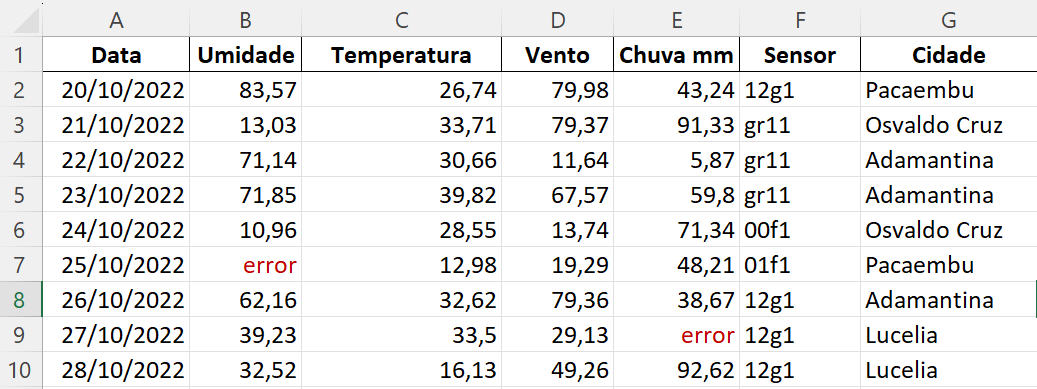 A B C D E F G
1 Data Umidade Temperatura Vento Chuva mm Sensor Cidade
2 20/10/2022 83,57 26,74 79,98 43,24 12g1 Pacaembu
3 21/10/2022 13,03 33,71 79,37 91,33 gr11 Osvaldo Cruz
4 22/10/2022 71,14 30,66 11,64 5,87 gr11 Adamantina
5 23/10/2022 71,85 39,82 67,57 59,8 gr11 Adamantina
6 24/10/2022 10,96 28,55 13,74 71,34 00f1 Osvaldo Cruz
7 25/10/2022 error 12,98 19,29 48,21 01f1 Pacaembu
8 26/10/2022 62,16 32,62 79,36 38,67 12g1 Adamantina
9 27/10/2022 39,23 33,5 29,13 error 12g1 Lucelia
10 28/10/2022 32,52 16,13 49,26 92,62 12g1 Lucelia